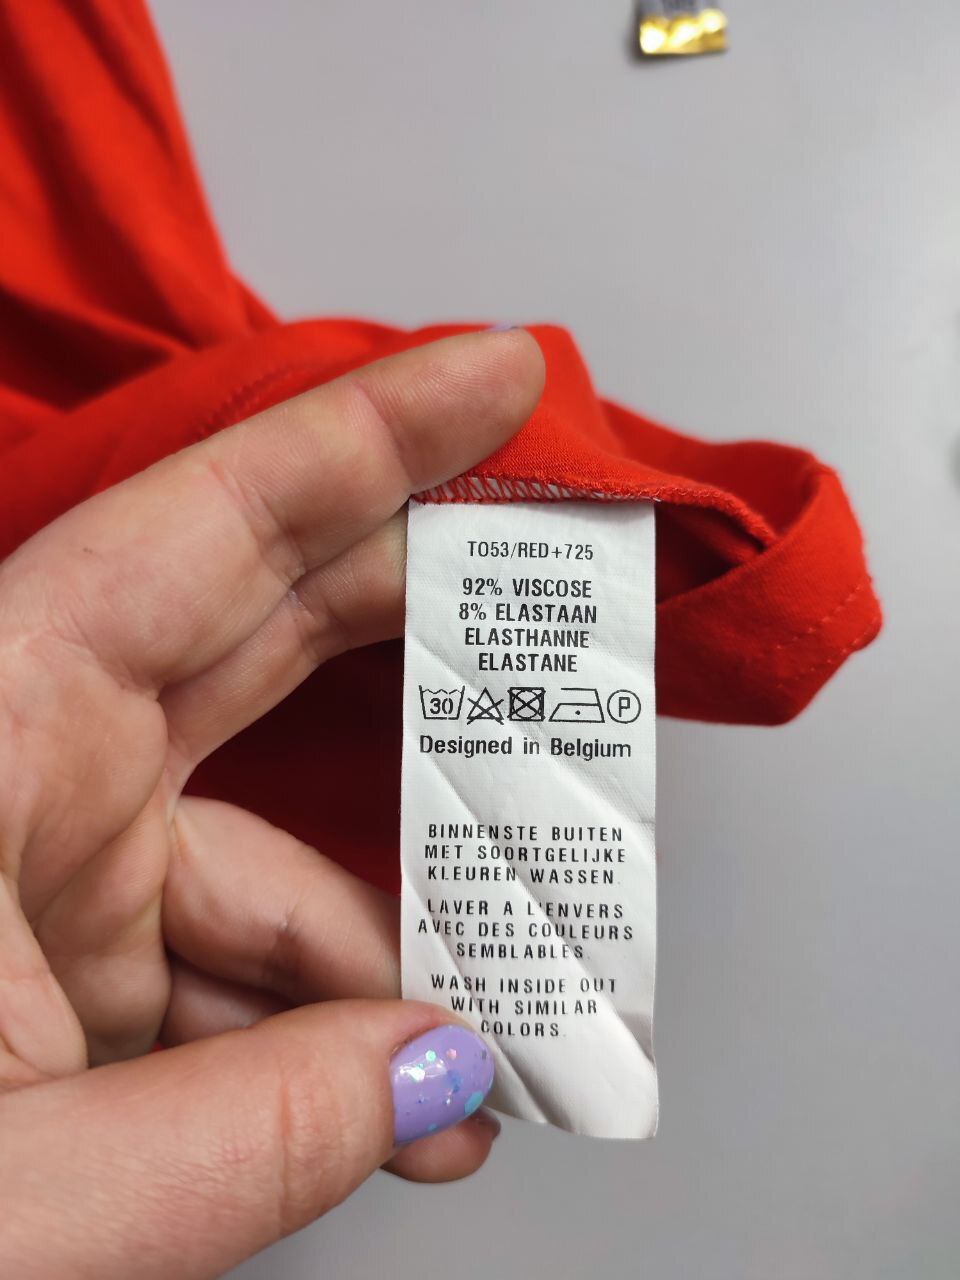 TO53/RED+725
92% VISCOSE
8% ELASTAAN
ELASTHANNE
ELASTANE
30 P
Designed in Belgium
BINNENSTE BUITEN
MET SOORTGELIJKE
KLEUREN WASSEN.
LAVER A L'ENVERS
AVEC DES COULEURS
SEMBLABLES.
WASH INSIDE OUT
WITH SIMILAR
COLORS.